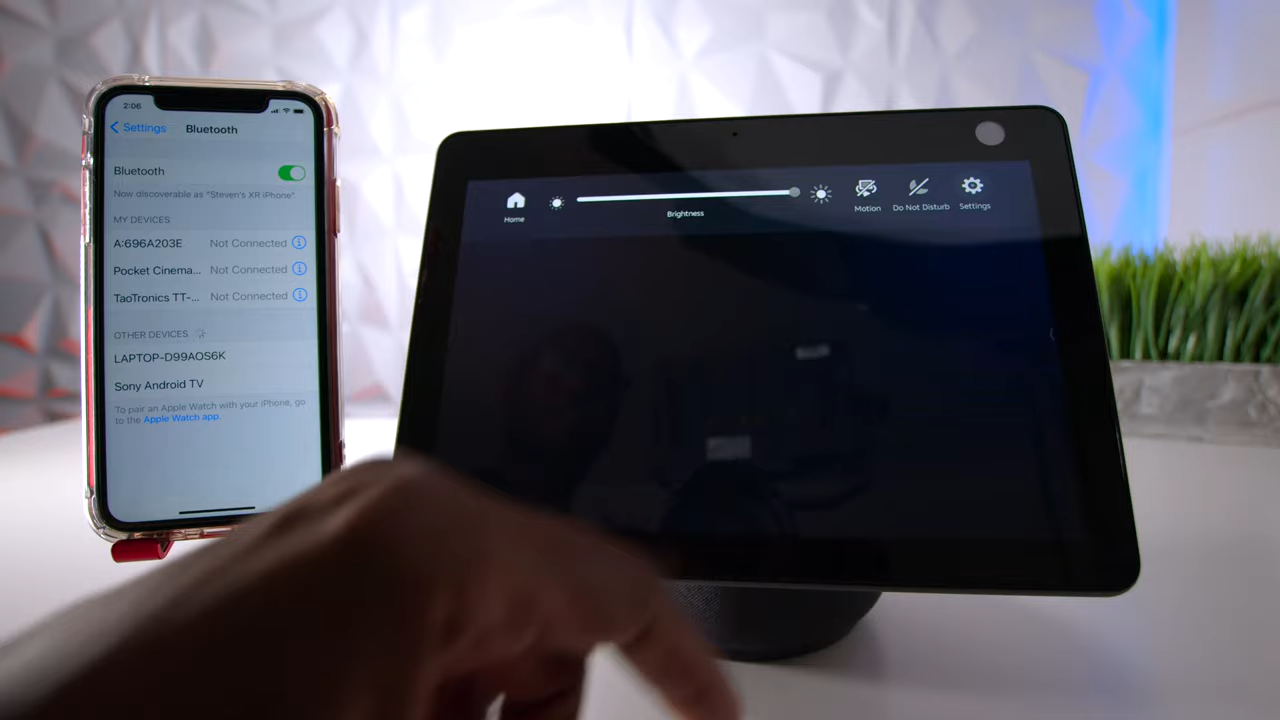 2:06
Settings Bluetooth
Bluetooth
Now discoverable as "Steven's XR iPhone".
MY DEVICES
A:696A203E Not Connected
Pocket Cinema... Not Connected
TaoTronics TT-... Not Connected
OTHER DEVICES
LAPTOP-D99AOS6K
Sony Android TV
To pair an Apple Watch with your iPhone, go
to the Apple Watch app.
Home
Brightness
Motion
Do Not Disturb
Settings